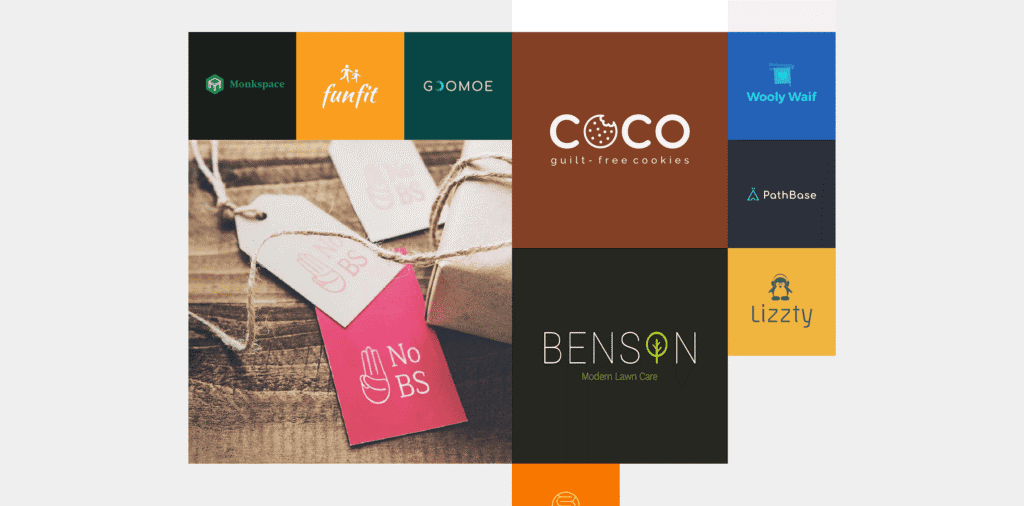 Monkspace
funfit
GOOMOE
COCO
guilt-free cookies
Wooly Waif
PathBase
No
BS
No
BS
No
BS
Lizzty
BENSON
Modern Lawn Care